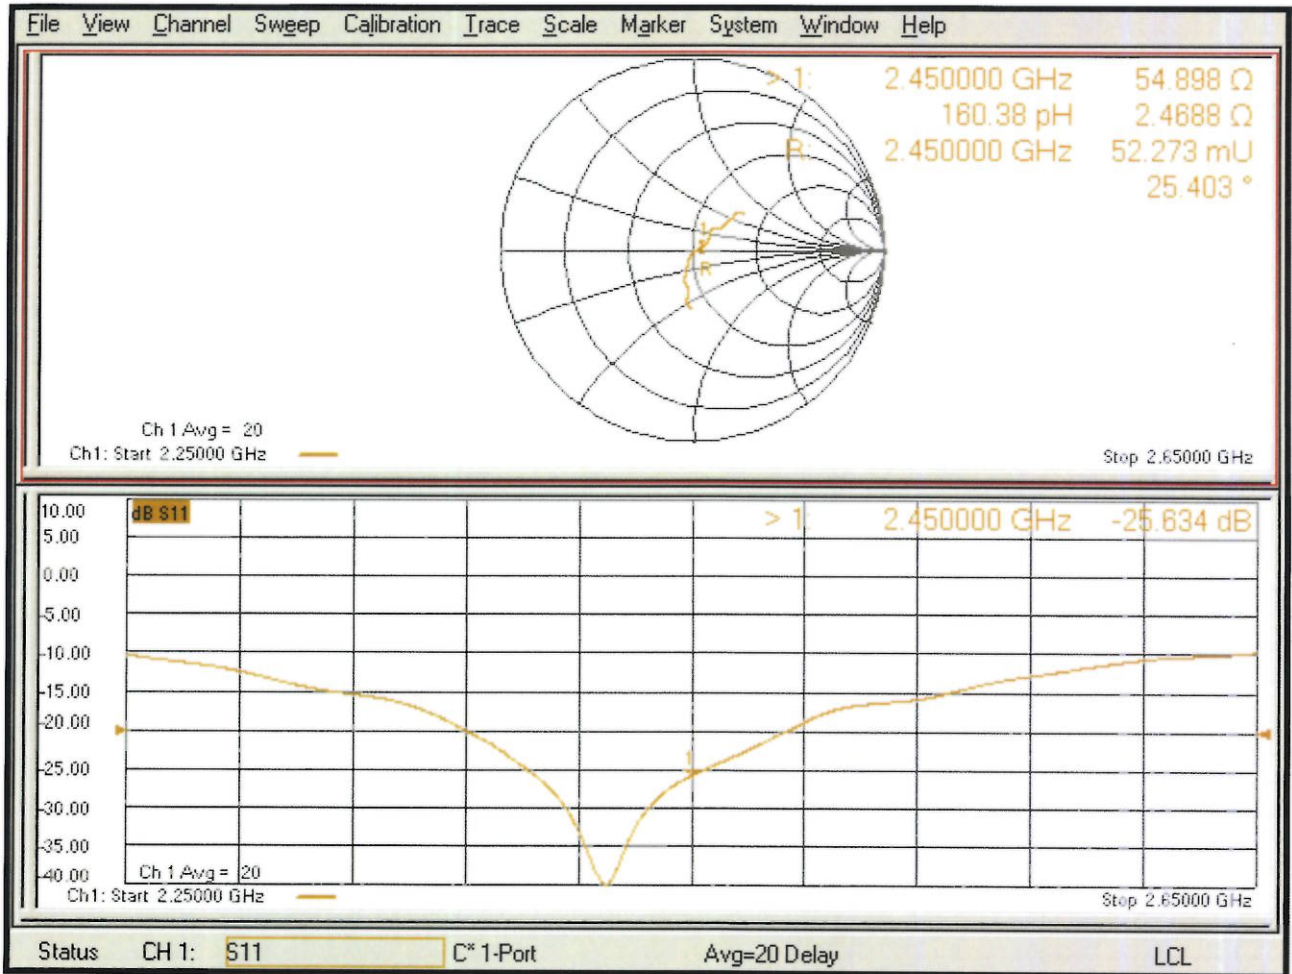 File View Channel Sweep Calibration Trace Scale Marker System Window Help
> 1: 2.450000 GHz 54.898 Ω
160.38 pH 2.4688 Ω
R: 2.450000 GHz 52.273 mU
25.403 °
1
R
Ch 1 Avg = 20
Ch1: Start 2.25000 GHz
Stop 2.65000 GHz
10.00
dB S11
> 1: 2.450000 GHz -25.634 dB
5.00
0.00
-5.00
-10.00
-15.00
-20.00
1
-25.00
-30.00
-35.00
-40.00
Ch 1 Avg = 20
Ch1: Start 2.25000 GHz
Stop 2.65000 GHz
Status CH 1: S11 C* 1-Port Avg=20 Delay LCL